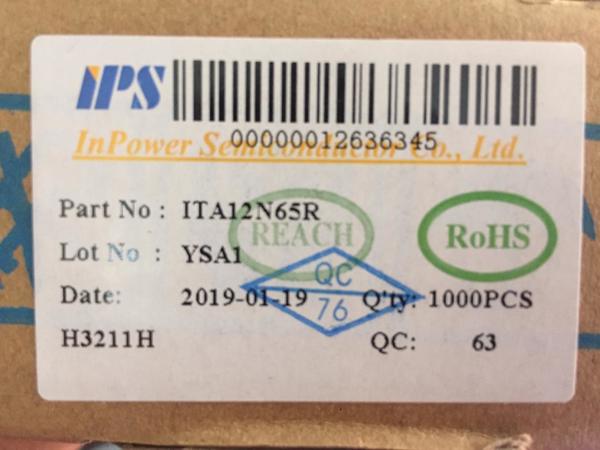 IPS
00000012636345
InPower Semiconductor Co., Ltd.
Part No : ITA12N65R
REACH
RoHS
Lot No : YSA1
QC
76
Date: 2019-01-19 Q'ty: 1000PCS
H3211H QC: 63